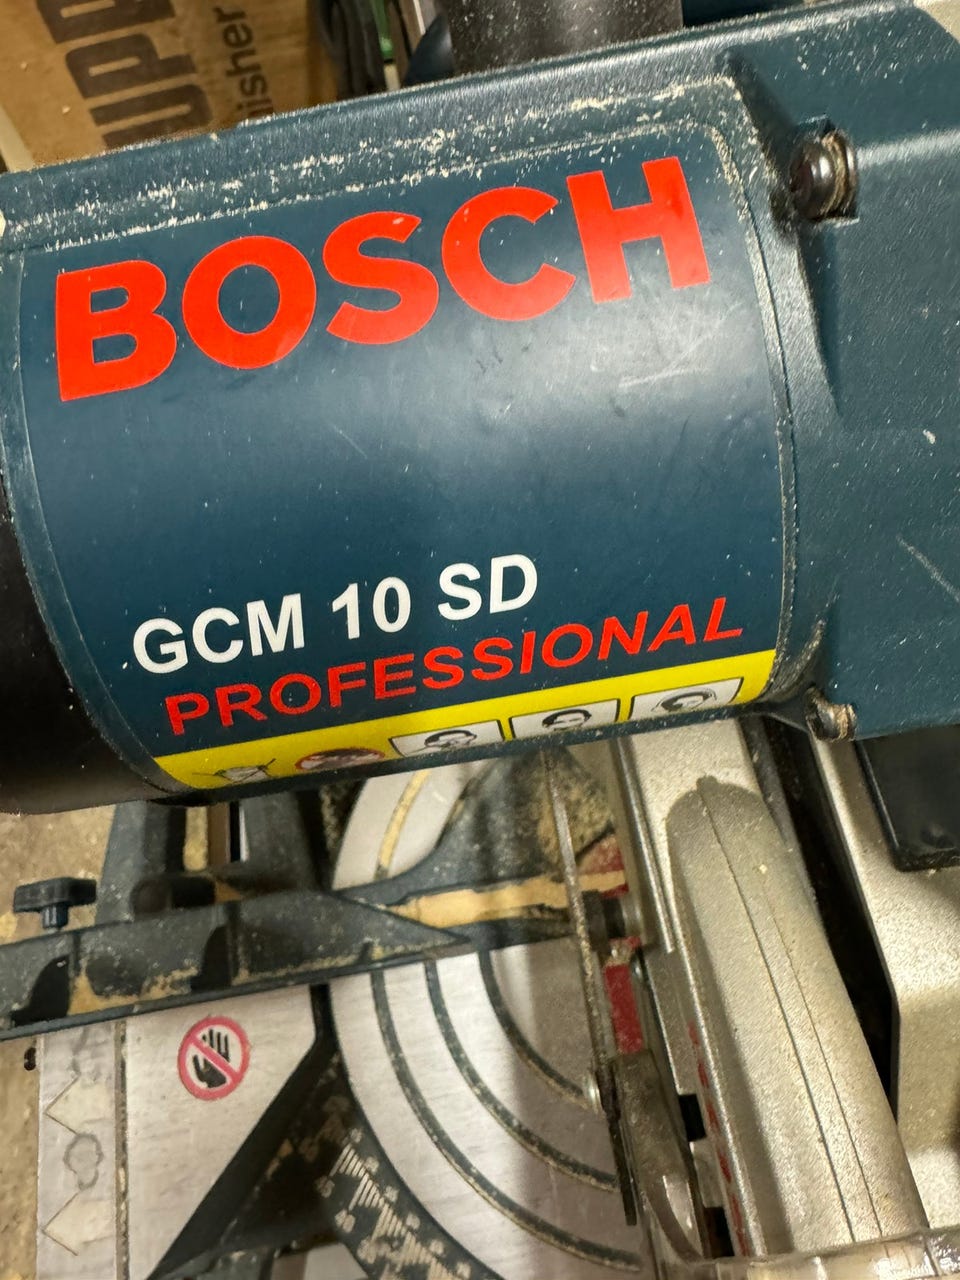 BOSCH
GCM 10 SD
PROFESSIONAL